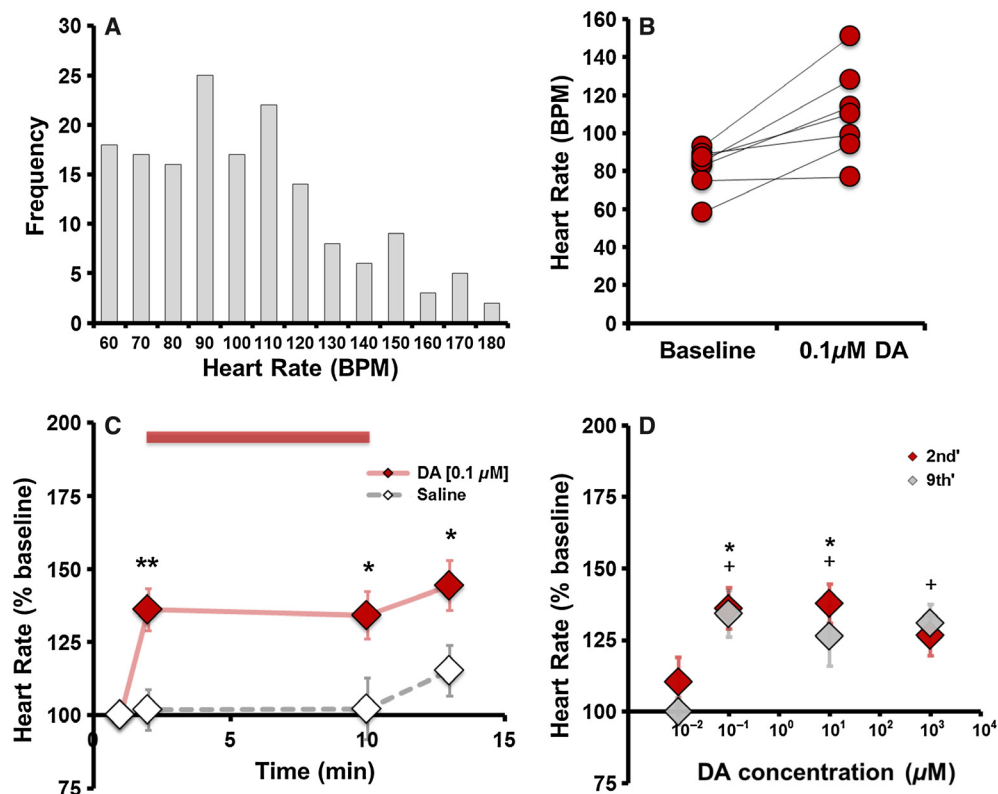 A
30
25
20
15
10
5
0
Frequency
60 70 80 90 100 110 120 130 140 150 160 170 180
Heart Rate (BPM)
B
160
140
120
100
80
60
40
20
0
Heart Rate (BPM)
Baseline 0.1µM DA
C
200
175
150
125
100
75
Heart Rate (% baseline)
DA [0.1 µM]
Saline
** * *
0 5 10 15
Time (min)
D
200
175
150
125
100
75
Heart Rate (% baseline)
2nd'
9th'
* *
+ + +
10⁻² 10⁻¹ 10⁰ 10¹ 10² 10³ 10⁴
DA concentration (µM)